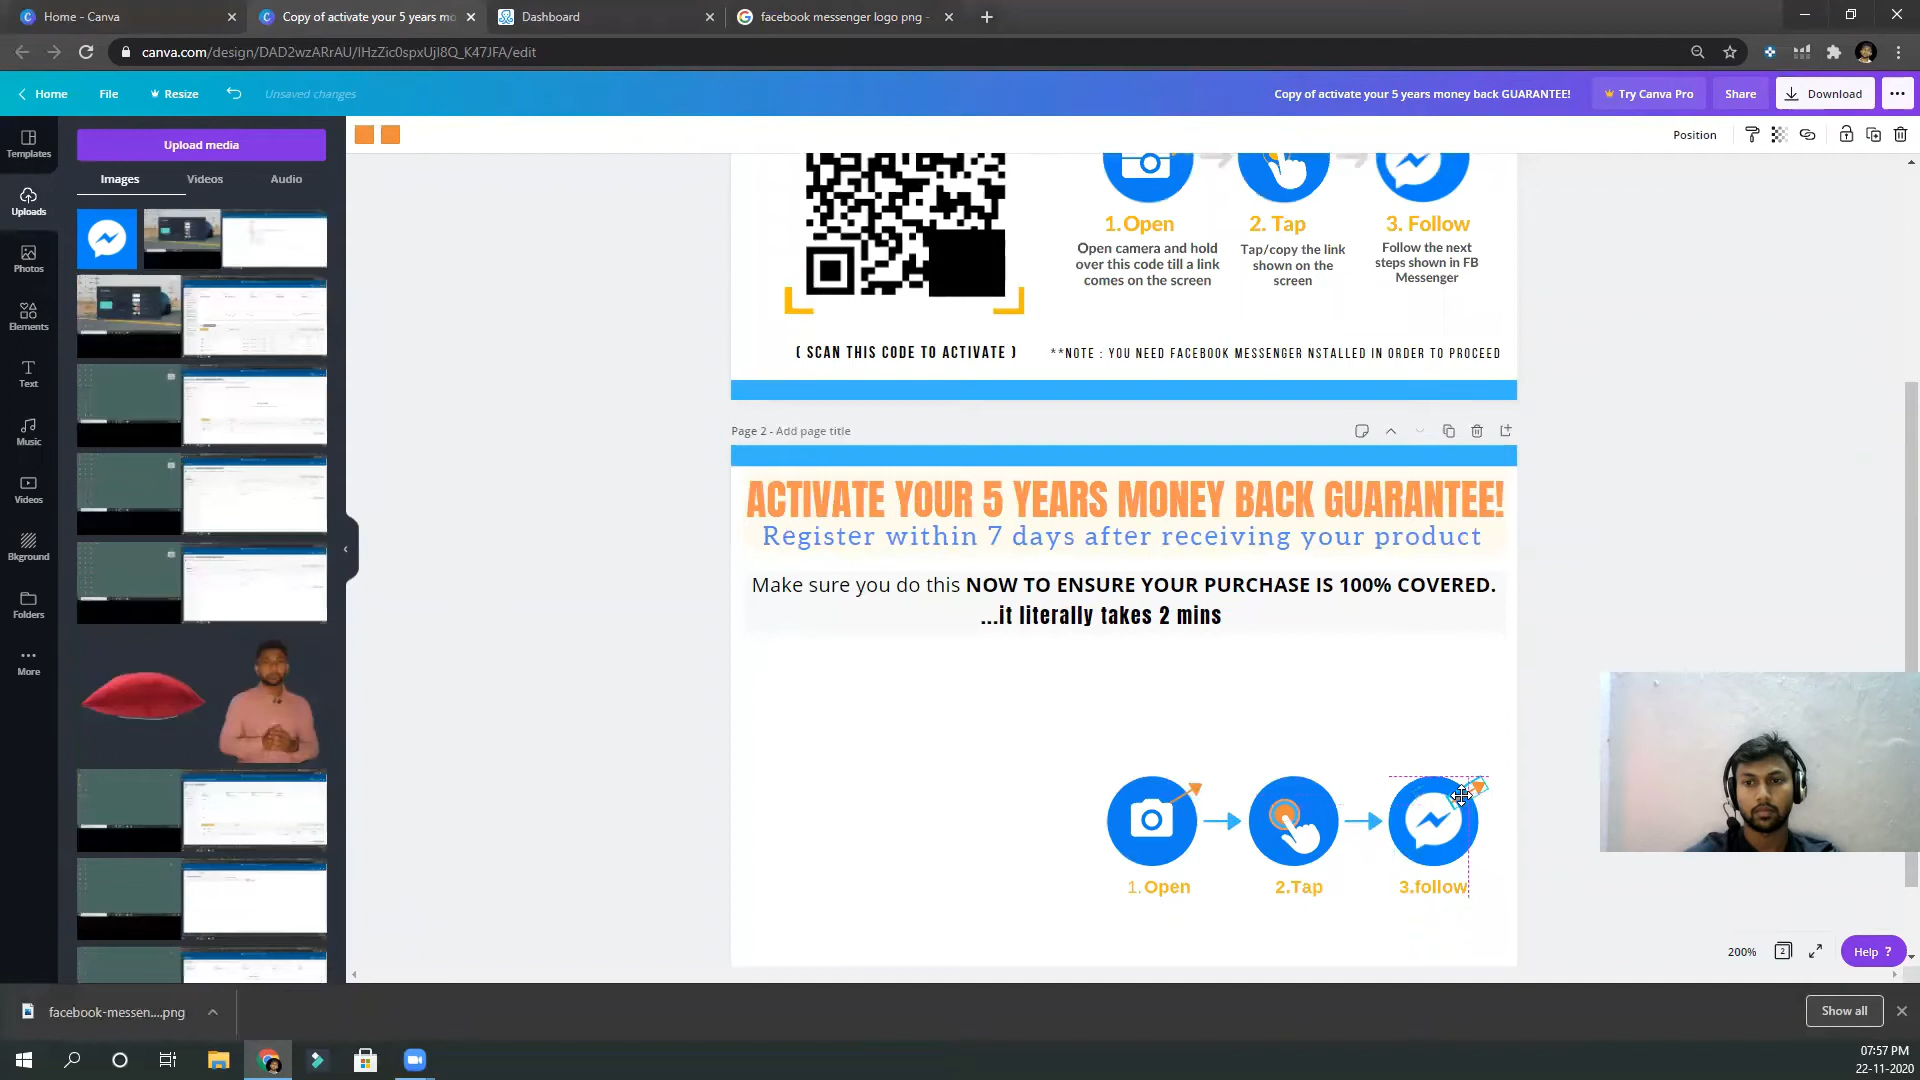 Home - Canva
Copy of activate your 5 years mo
Dashboard
facebook messenger logo png -
canva.com/design/DAD2wzARrAU/lHzZic0spxUjI8Q_K47JFA/edit
Home
File
Resize
Unsaved changes
Copy of activate your 5 years money back GUARANTEE!
Try Canva Pro
Share
Download
Templates
Uploads
Photos
Elements
Text
Music
Videos
Bkground
Folders
More
Upload media
Images
Videos
Audio
Position
1.Open
2. Tap
3. Follow
Open camera and hold
over this code till a link
comes on the screen
Tap/copy the link
shown on the
screen
Follow the next
steps shown in FB
Messenger
( SCAN THIS CODE TO ACTIVATE )
**NOTE : YOU NEED FACEBOOK MESSENGER NSTALLED IN ORDER TO PROCEED
Page 2 - Add page title
ACTIVATE YOUR 5 YEARS MONEY BACK GUARANTEE!
Register within 7 days after receiving your product
Make sure you do this NOW TO ENSURE YOUR PURCHASE IS 100% COVERED.
...it literally takes 2 mins
1.Open
2.Tap
3.follow
200%
2
Help ?
facebook-messen....png
Show all
07:57 PM
22-11-2020